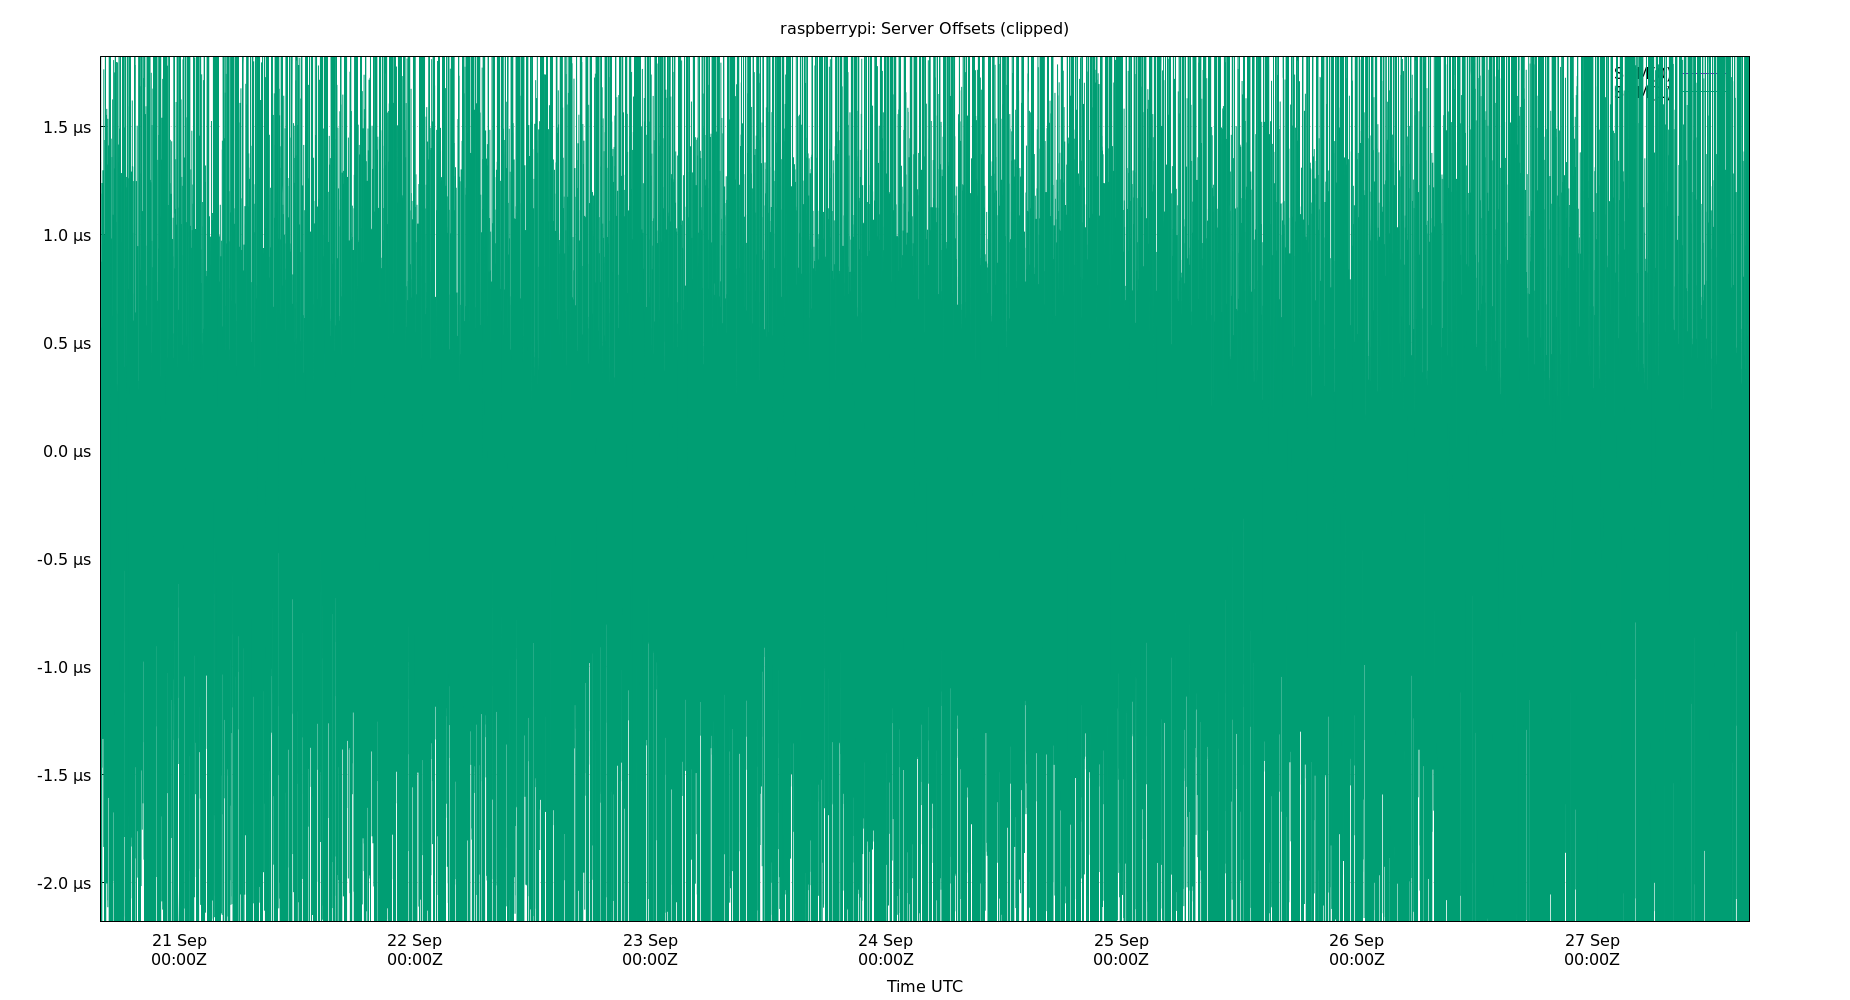 raspberrypi: Server Offsets (clipped)
1.5 µs
1.0 µs
0.5 µs
0.0 µs
-0.5 µs
-1.0 µs
-1.5 µs
-2.0 µs
21 Sep
00:00Z
22 Sep
00:00Z
23 Sep
00:00Z
24 Sep
00:00Z
25 Sep
00:00Z
26 Sep
00:00Z
27 Sep
00:00Z
Time UTC